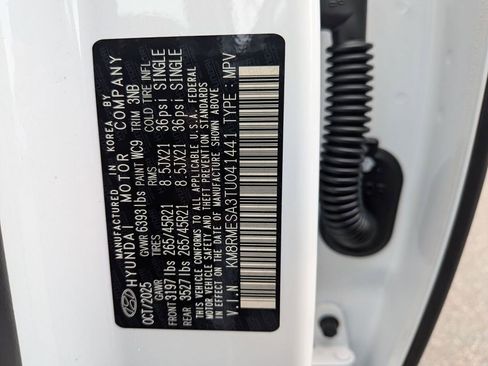 MANUFACTURED IN KOREA BY
HYUNDAI MOTOR COMPANY
OCT/2025 GVWR 6393lbs PAINT WC9 TRIM 3NB
GAWR TIRES RIMS COLD TIRE INFL.
FRONT 3197lbs 265/45R21 8.5JX21 36psi SINGLE
REAR 3527lbs 265/45R21 8.5JX21 36psi SINGLE
THIS VEHICLE CONFORMS TO ALL APPLICABLE U.S.A. FEDERAL
MOTOR VEHICLE SAFETY, BUMPER, AND THEFT PREVENTION STANDARDS
IN EFFECT ON THE DATE OF MANUFACTURE SHOWN ABOVE.
V.I.N : KM8RMESA3TU041441 TYPE : MPV